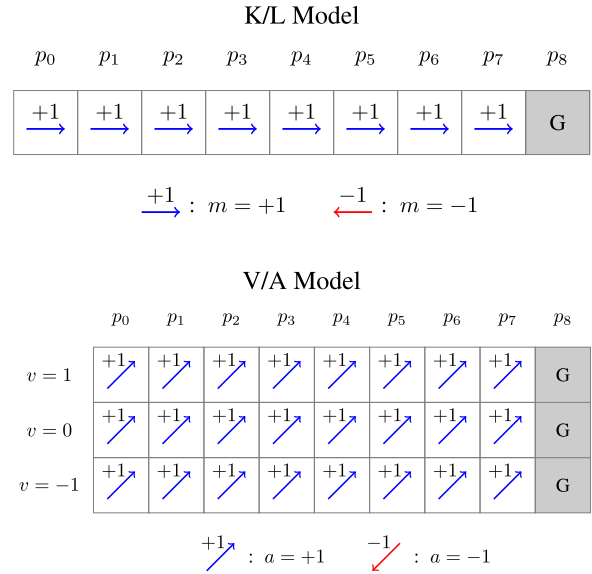 K/L Model
p₀ p₁ p₂ p₃ p₄ p₅ p₆ p₇ p₈
+1 +1 +1 +1 +1 +1 +1 +1 G
+1 : m = +1 −1 : m = −1
V/A Model
p₀ p₁ p₂ p₃ p₄ p₅ p₆ p₇ p₈
v = 1 +1 +1 +1 +1 +1 +1 +1 +1 G
v = 0 +1 +1 +1 +1 +1 +1 +1 +1 G
v = −1 +1 +1 +1 +1 +1 +1 +1 +1 G
+1 : a = +1 −1 : a = −1